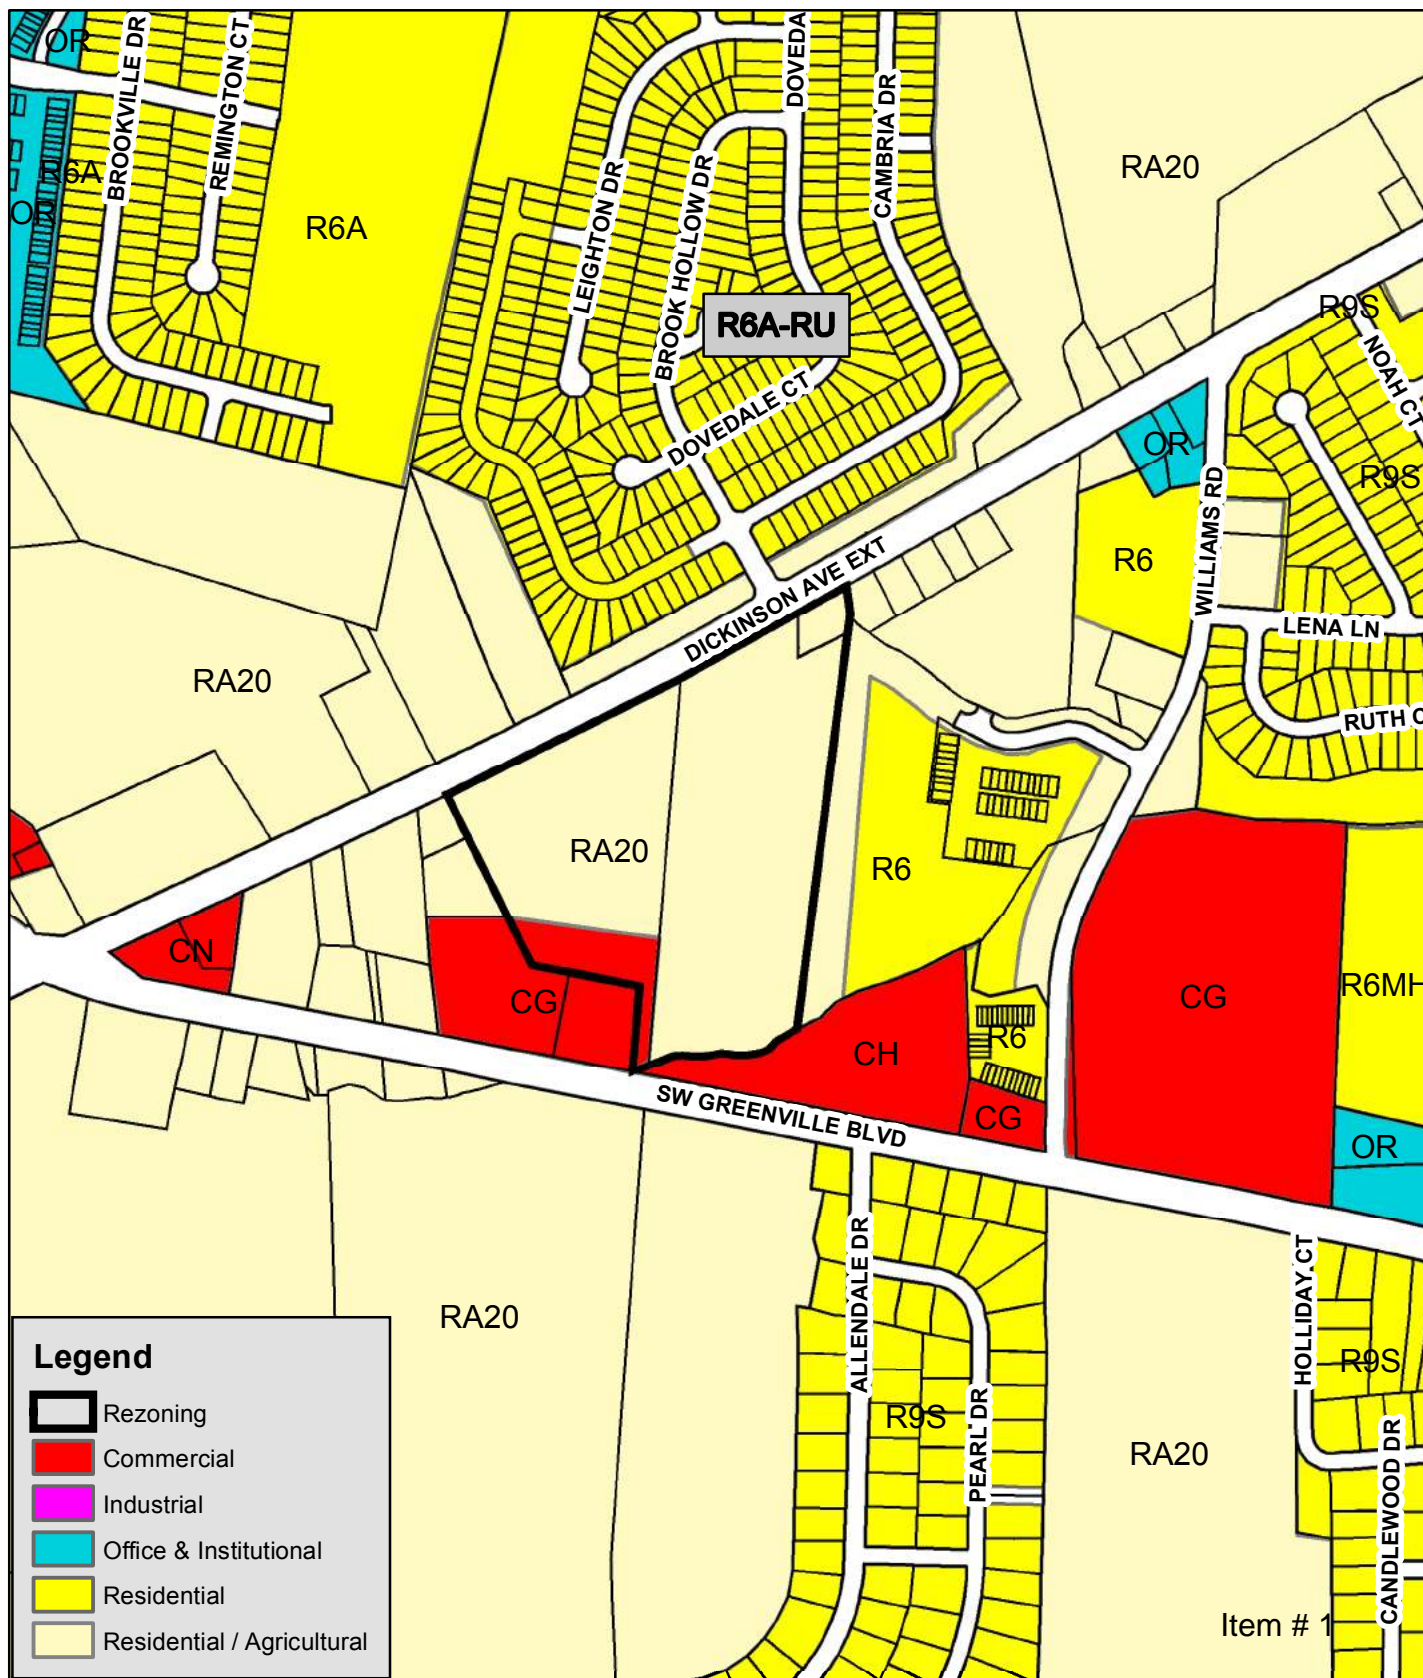 OR
BROOKVILLE DR
REMINGTON CT
R6A
OR
R6A
LEIGHTON DR
BROOK HOLLOW DR
DOVEDA
CAMBRIA DR
RA20
R6A-RU
DOVEDALE CT
R9S
NOAH CT
OR
R9S
WILLIAMS RD
R6
LENA LN
DICKINSON AVE EXT
RA20
RUTH C
RA20
R6
CN
CG
CG
R6MH
R6
CH
CG
SW GREENVILLE BLVD
OR
ALLENDALE DR
HOLLIDAY CT
RA20
R9S
R9S
PEARL DR
RA20
CANDLEWOOD DR
Legend
Rezoning
Commercial
Industrial
Office & Institutional
Residential
Residential / Agricultural
Item # 1